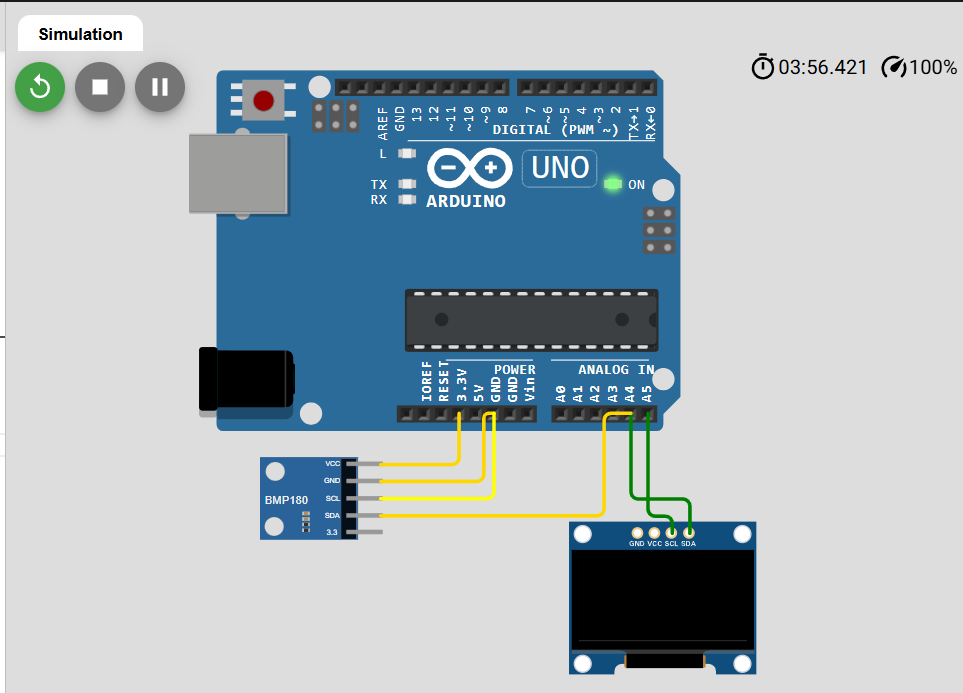 Simulation
03:56.421 100%
AREF GND 13 12 ~11 ~10 ~9 8 7 ~6 ~5 4 ~3 2 TX→1 RX←0
DIGITAL (PWM ~)
L
UNO
TX ON
RX ARDUINO
POWER ANALOG IN
IOREF RESET 3.3V 5V GND GND Vin A0 A1 A2 A3 A4 A5
VCC
GND
BMP180 SCL
SDA
3.3
GND VCC SCL SDA